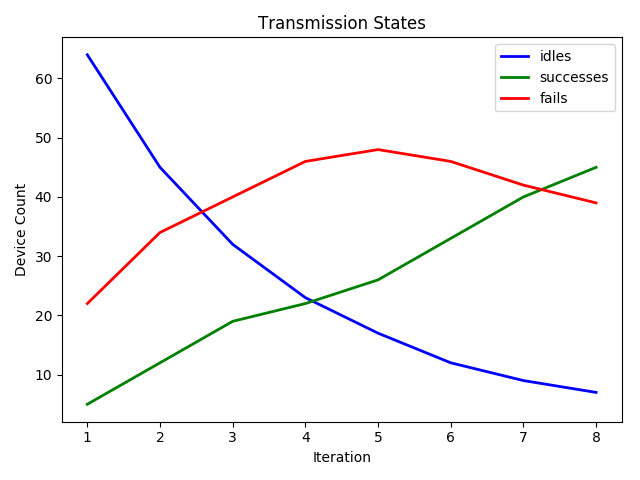 Transmission States
idles
successes
fails
60
50
40
30
20
10
Device Count
1 2 3 4 5 6 7 8
Iteration